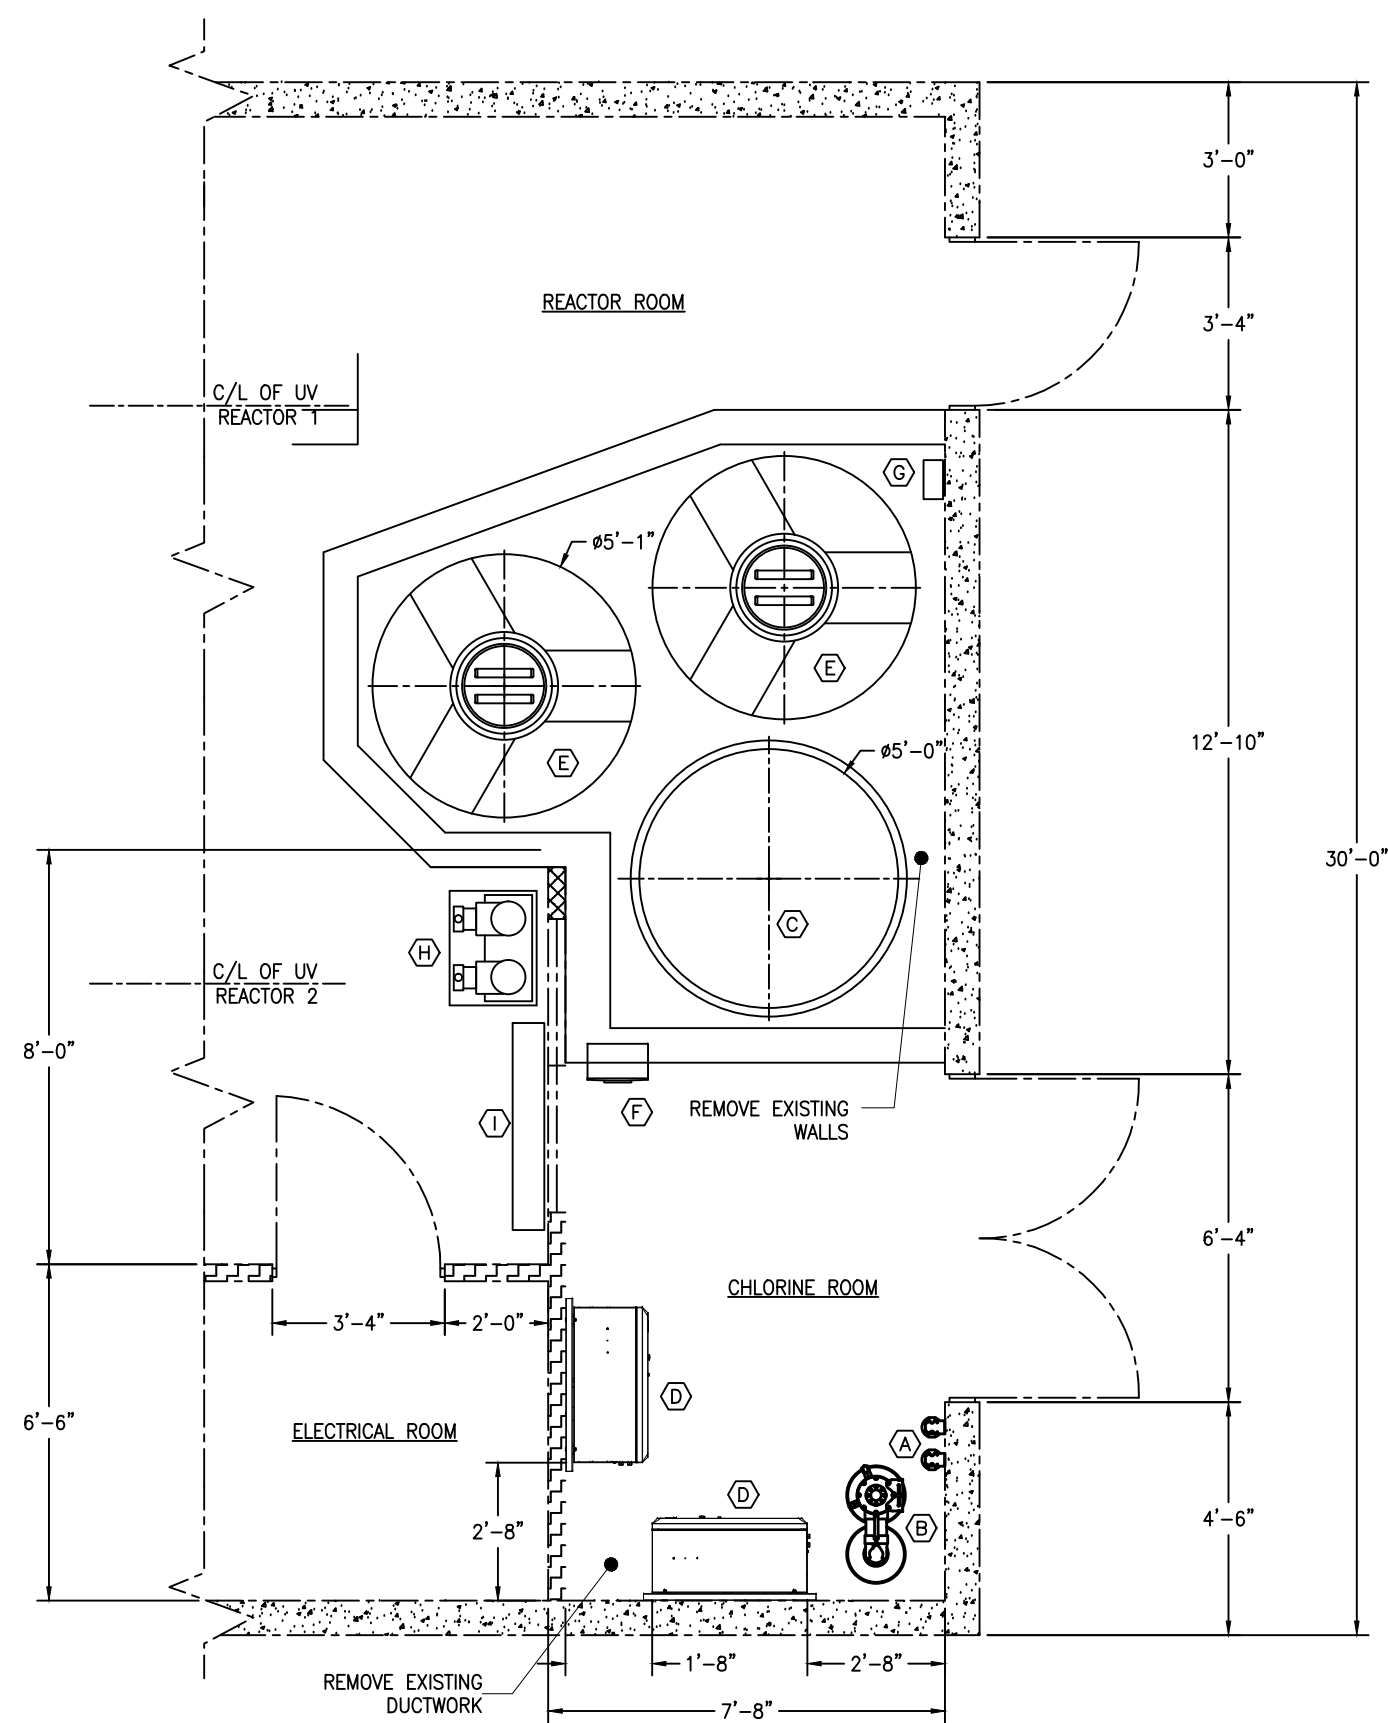 3'-0"
REACTOR ROOM
3'-4"
C/L OF UV
REACTOR 1
G
ø5'-1"
E
E
ø5'-0"
12'-10"
30'-0"
C
H
C/L OF UV
REACTOR 2
8'-0"
F
REMOVE EXISTING
WALLS
I
6'-4"
CHLORINE ROOM
3'-4"
2'-0"
D
6'-6"
ELECTRICAL ROOM
A
D
2'-8"
B
4'-6"
1'-8"
2'-8"
REMOVE EXISTING
DUCTWORK
7'-8"